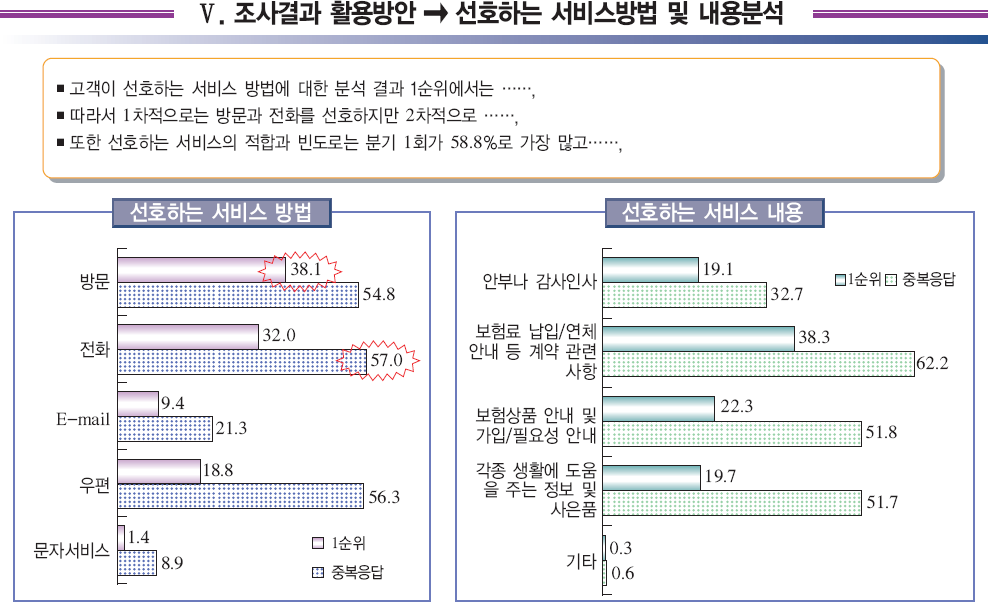 Ⅴ. 조사결과 활용방안 ➞ 선호하는 서비스방법 및 내용분석
■ 고객이 선호하는 서비스 방법에 대한 분석 결과 1순위에서는 ……,
■ 따라서 1차적으로는 방문과 전화를 선호하지만 2차적으로 ……,
■ 또한 선호하는 서비스의 적합과 빈도로는 분기 1회가 58.8%로 가장 많고……,
선호하는 서비스 방법
방문
38.1
54.8
전화
32.0
57.0
E-mail
9.4
21.3
우편
18.8
56.3
문자서비스
1.4
8.9
1순위
중복응답
선호하는 서비스 내용
1순위 중복응답
안부나 감사인사
19.1
32.7
보험료 납입/연체
안내 등 계약 관련
사항
38.3
62.2
보험상품 안내 및
가입/필요성 안내
22.3
51.8
각종 생활에 도움
을 주는 정보 및
사은품
19.7
51.7
기타
0.3
0.6